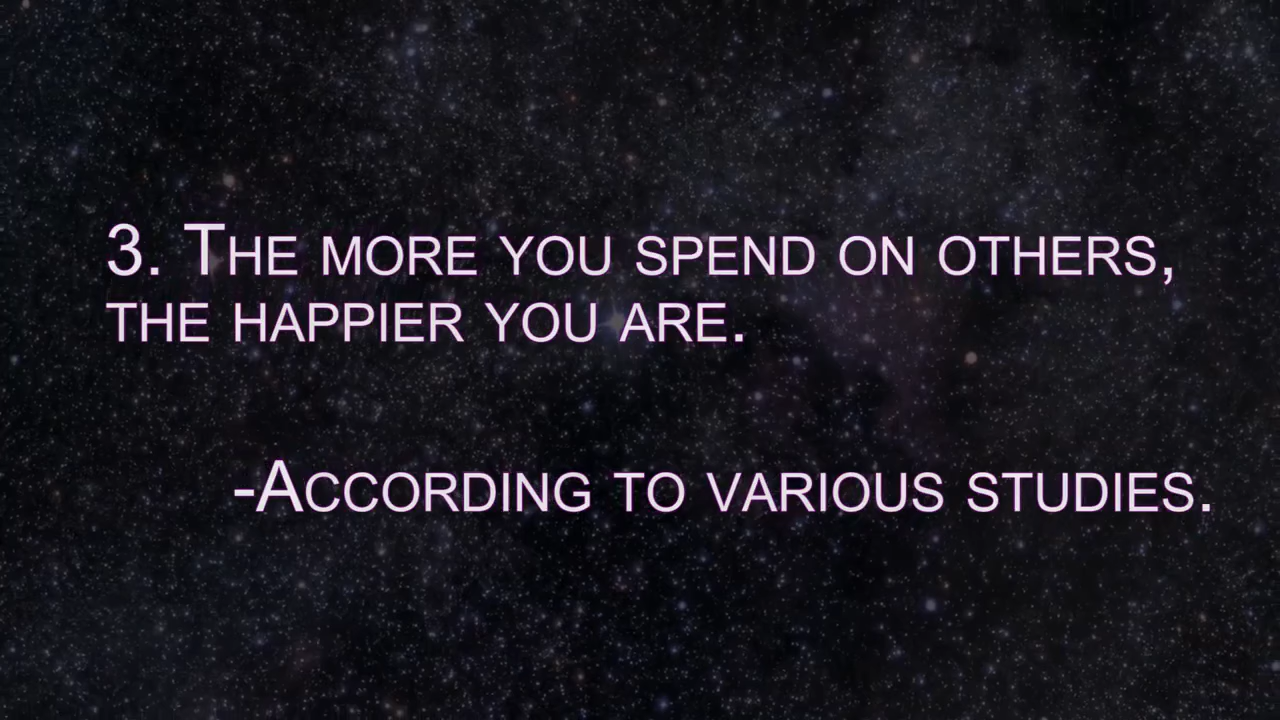 3. The more you spend on others,
the happier you are.
-According to various studies.